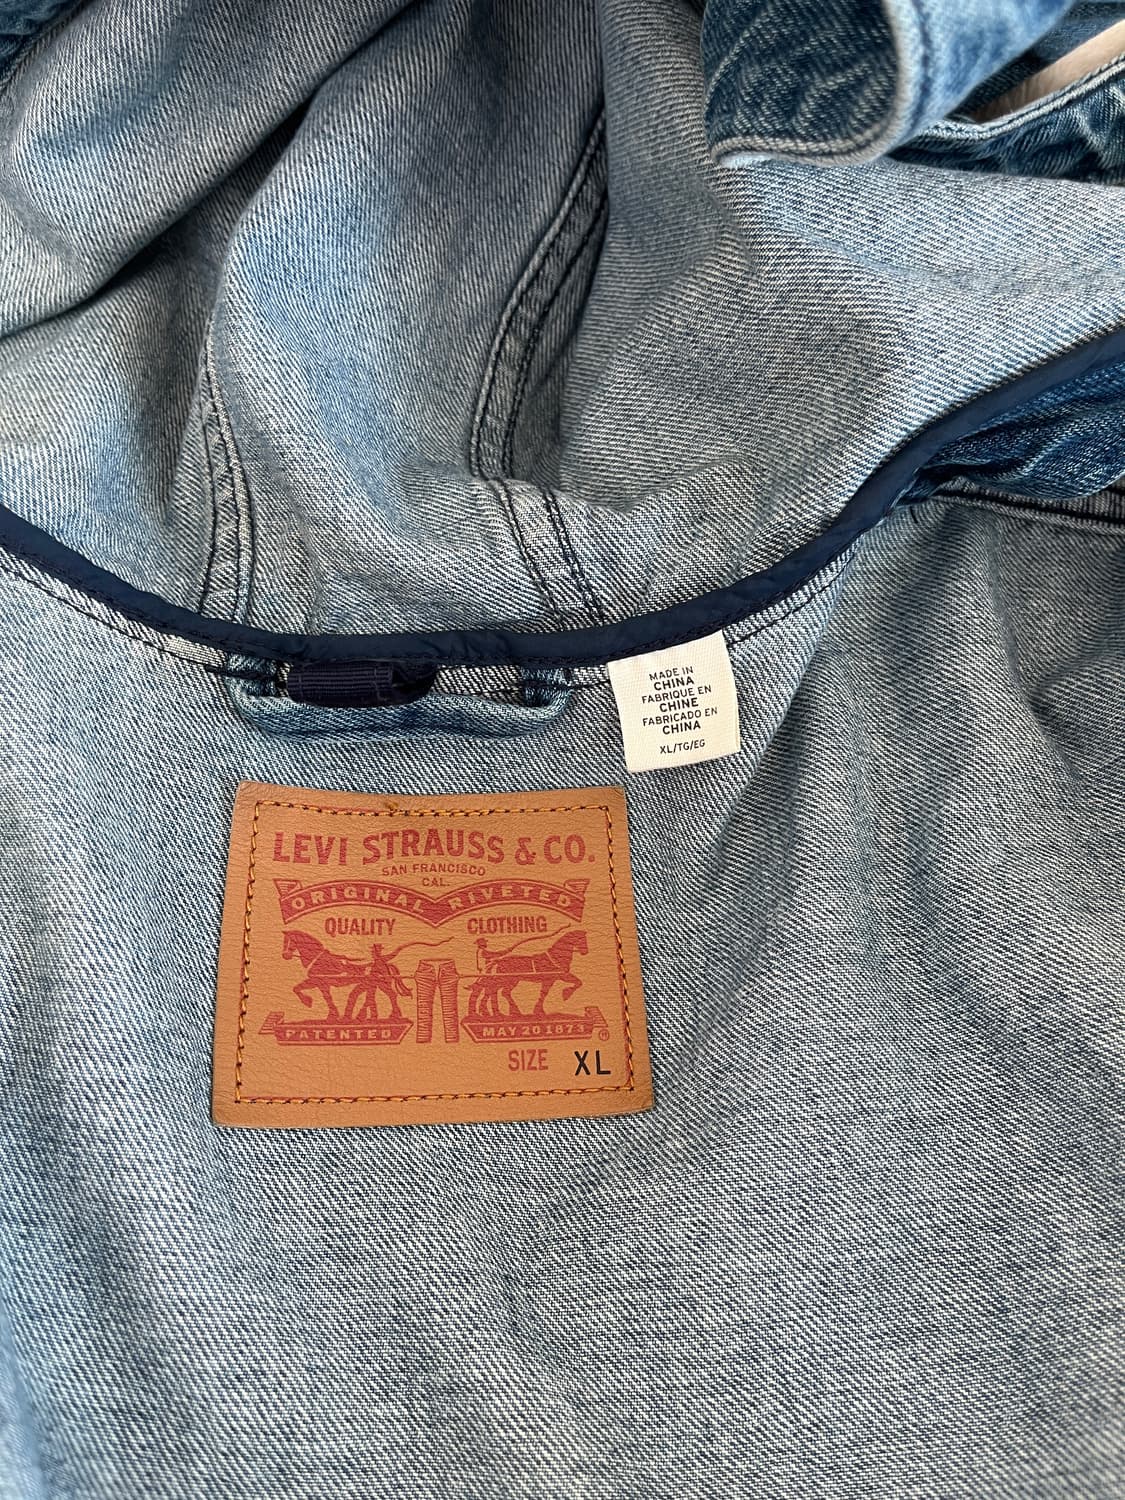 MADE IN
CHINA
FABRIQUE EN
CHINE
FABRICADO EN
CHINA
XL/TG/EG
LEVI STRAUSS & CO.
SAN FRANCISCO
CAL.
ORIGINAL RIVETED
QUALITY CLOTHING
PATENTED MAY 20 1873 ®
SIZE XL